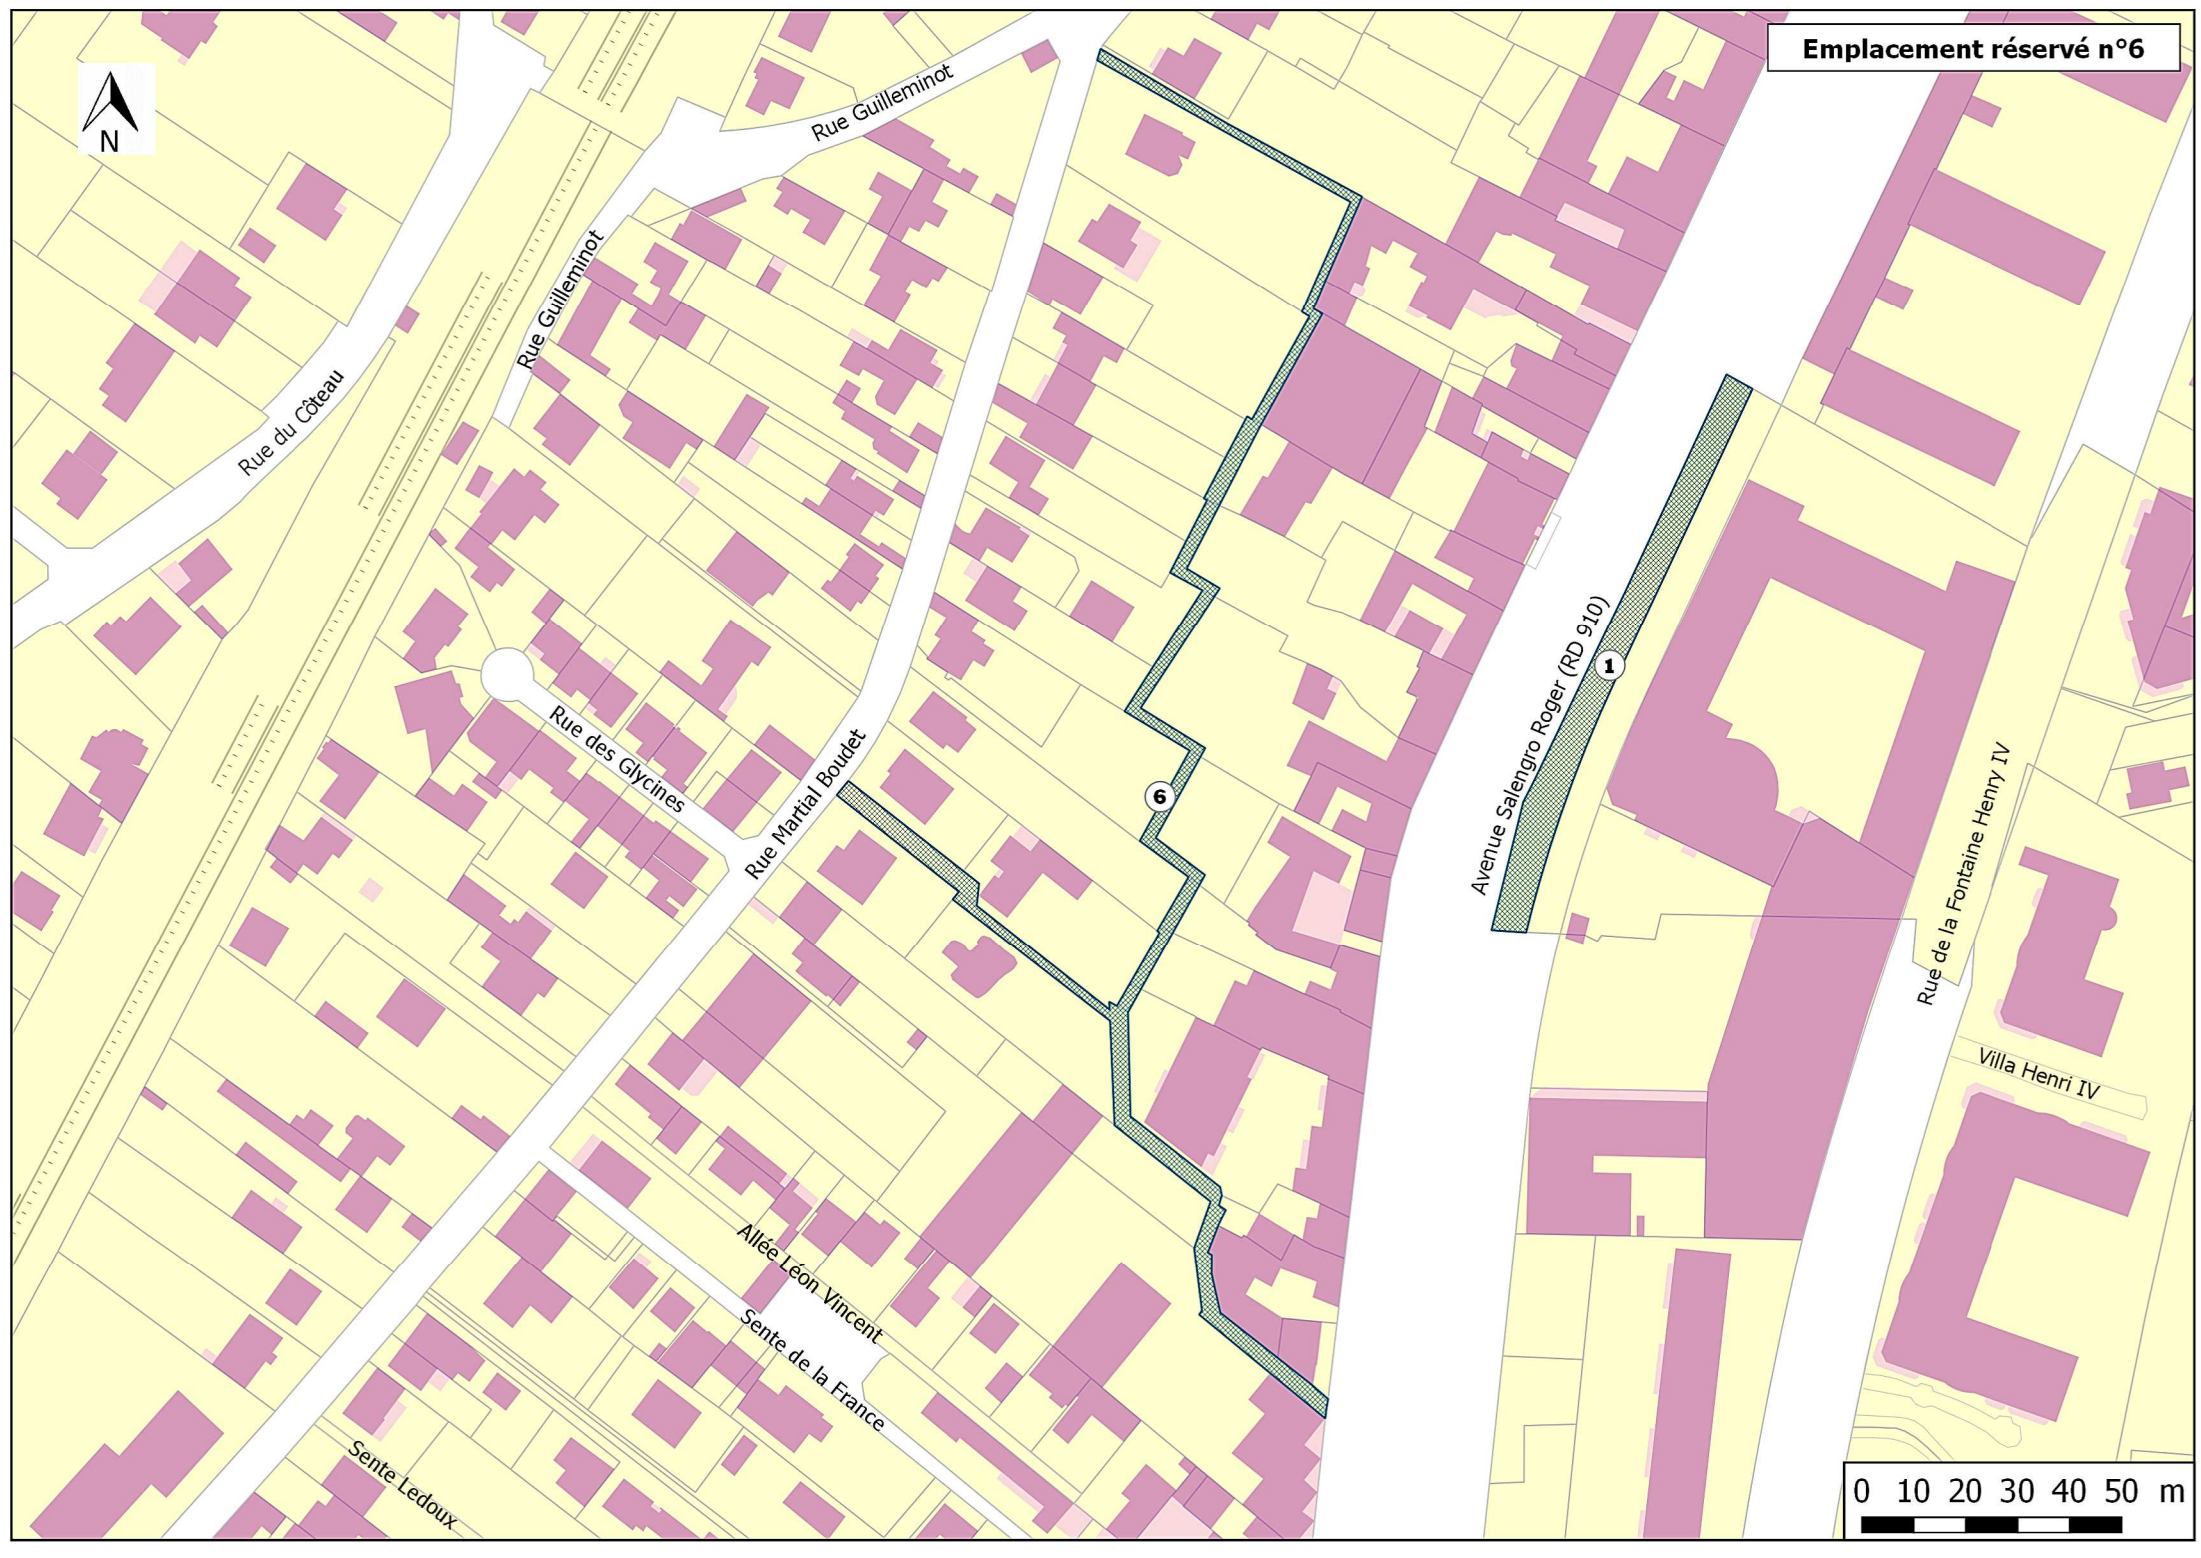 Emplacement réservé n°6
N
Rue Guilleminot
Rue Guilleminot
Rue du Côteau
Avenue Salengro Roger (RD 910)
1
Rue des Glycines
Rue Martial Boudet
6
Rue de la Fontaine Henry IV
Villa Henri IV
Allée Léon Vincent
Sente de la France
Sente Ledoux
0 10 20 30 40 50 m